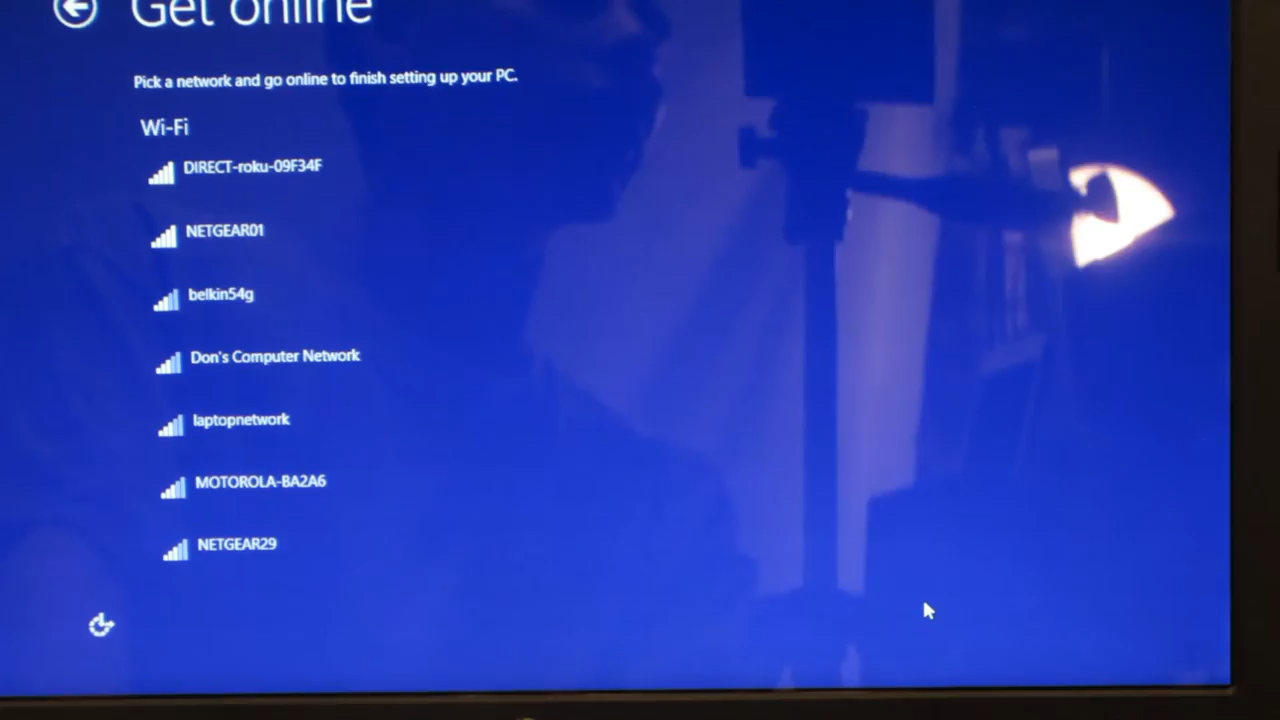 Get online
Pick a network and go online to finish setting up your PC.
Wi-Fi
DIRECT-roku-09F34F
NETGEAR01
belkin54g
Don's Computer Network
laptopnetwork
MOTOROLA-BA2A6
NETGEAR29